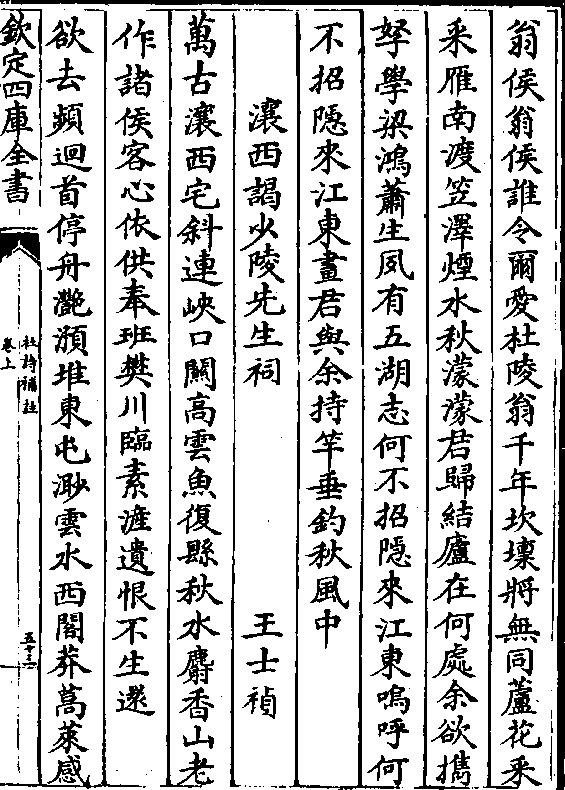 翁侯翁侯誰令爾愛杜陵翁千年坎壈將無同蘆花采
采雁南渡笠澤煙水秋濛濛君歸結廬在何處余欲攜
孥學梁鴻蕭生夙有五湖志何不招隠來江東嗚呼何
不招隠來江東畫君與余持竿垂釣秋風中
瀼西謁少陵先生祠 王士禎
萬古瀼西宅斜連峽口關高雲魚復縣秋水麝香山老
作諸侯客心依供奉班樊川臨素滻遺恨不生還
欲去頻迴首停舟灔澦堆東屯渺雲水西閣莽蒿萊感
欽定四庫全書
杜詩補註
卷上
五十三